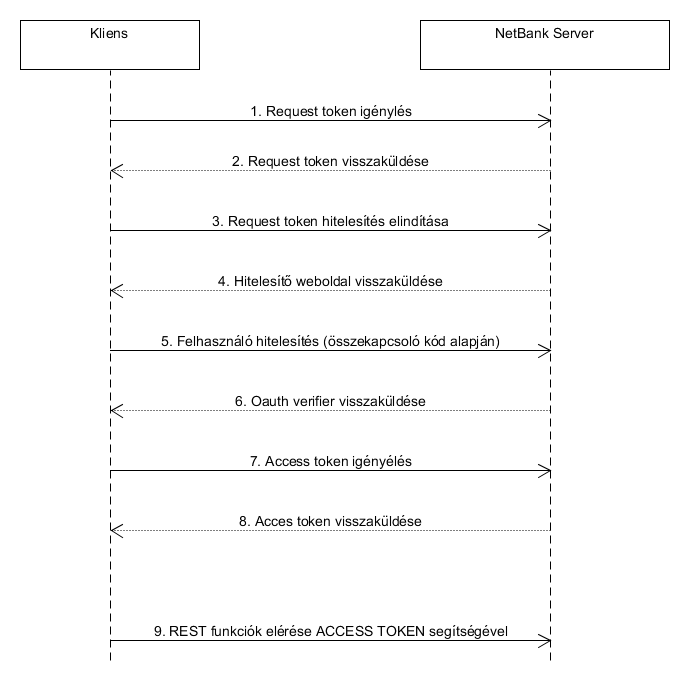 Kliens
NetBank Server
1. Request token igénylés
2. Request token visszaküldése
3. Request token hitelesítés elindítása
4. Hitelesítő weboldal visszaküldése
5. Felhasználó hitelesítés (összekapcsoló kód alapján)
6. Oauth verifier visszaküldése
7. Access token igényélés
8. Acces token visszaküldése
9. REST funkciók elérése ACCESS TOKEN segítségével